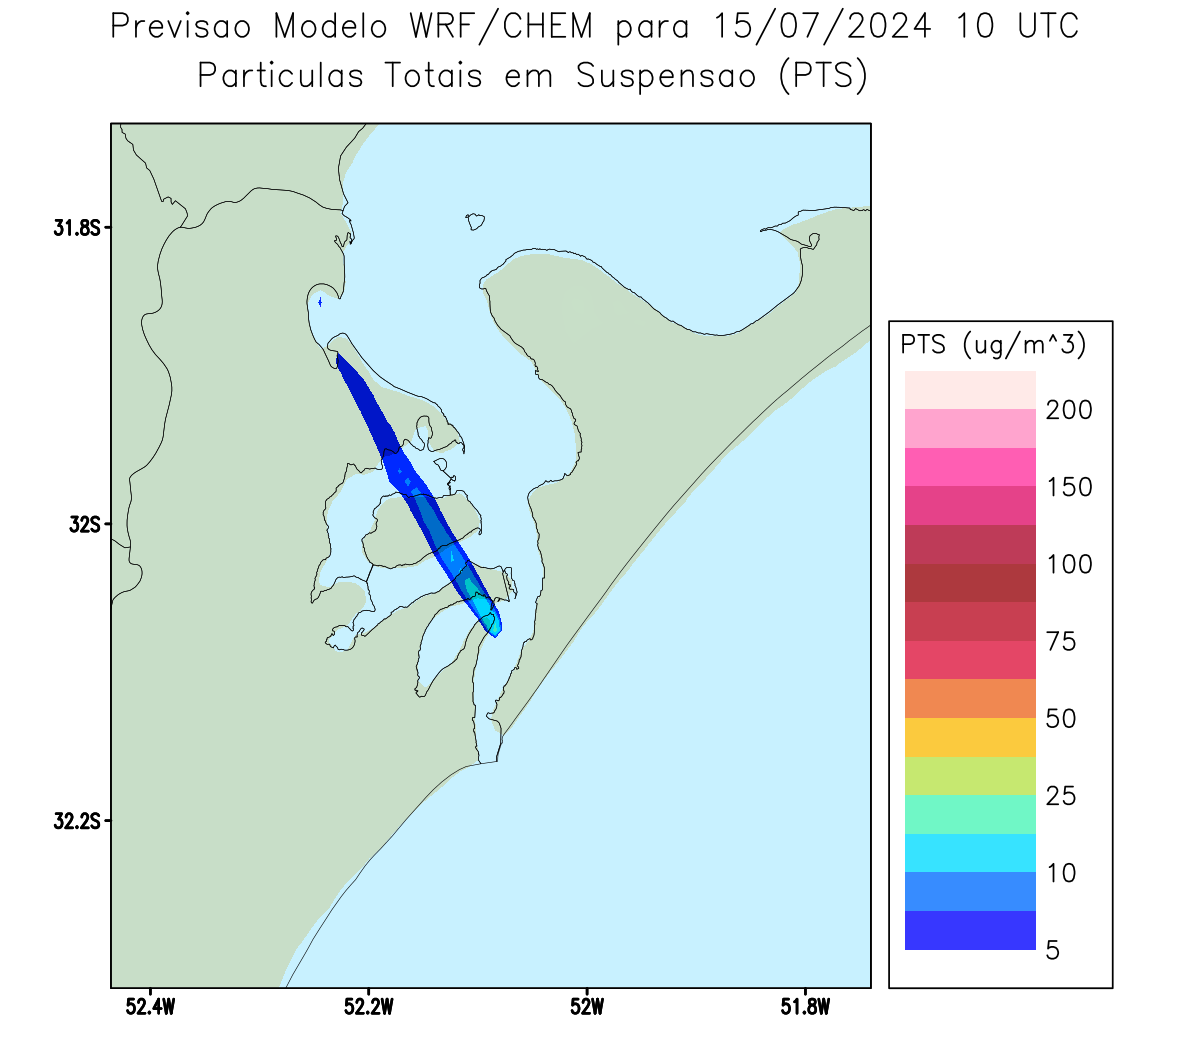 Previsao Modelo WRF/CHEM para 15/07/2024 10 UTC
Particulas Totais em Suspensao (PTS)
31.8S
32S
32.2S
52.4W
52.2W
52W
51.8W
PTS (ug/m^3)
200
150
100
75
50
25
10
5